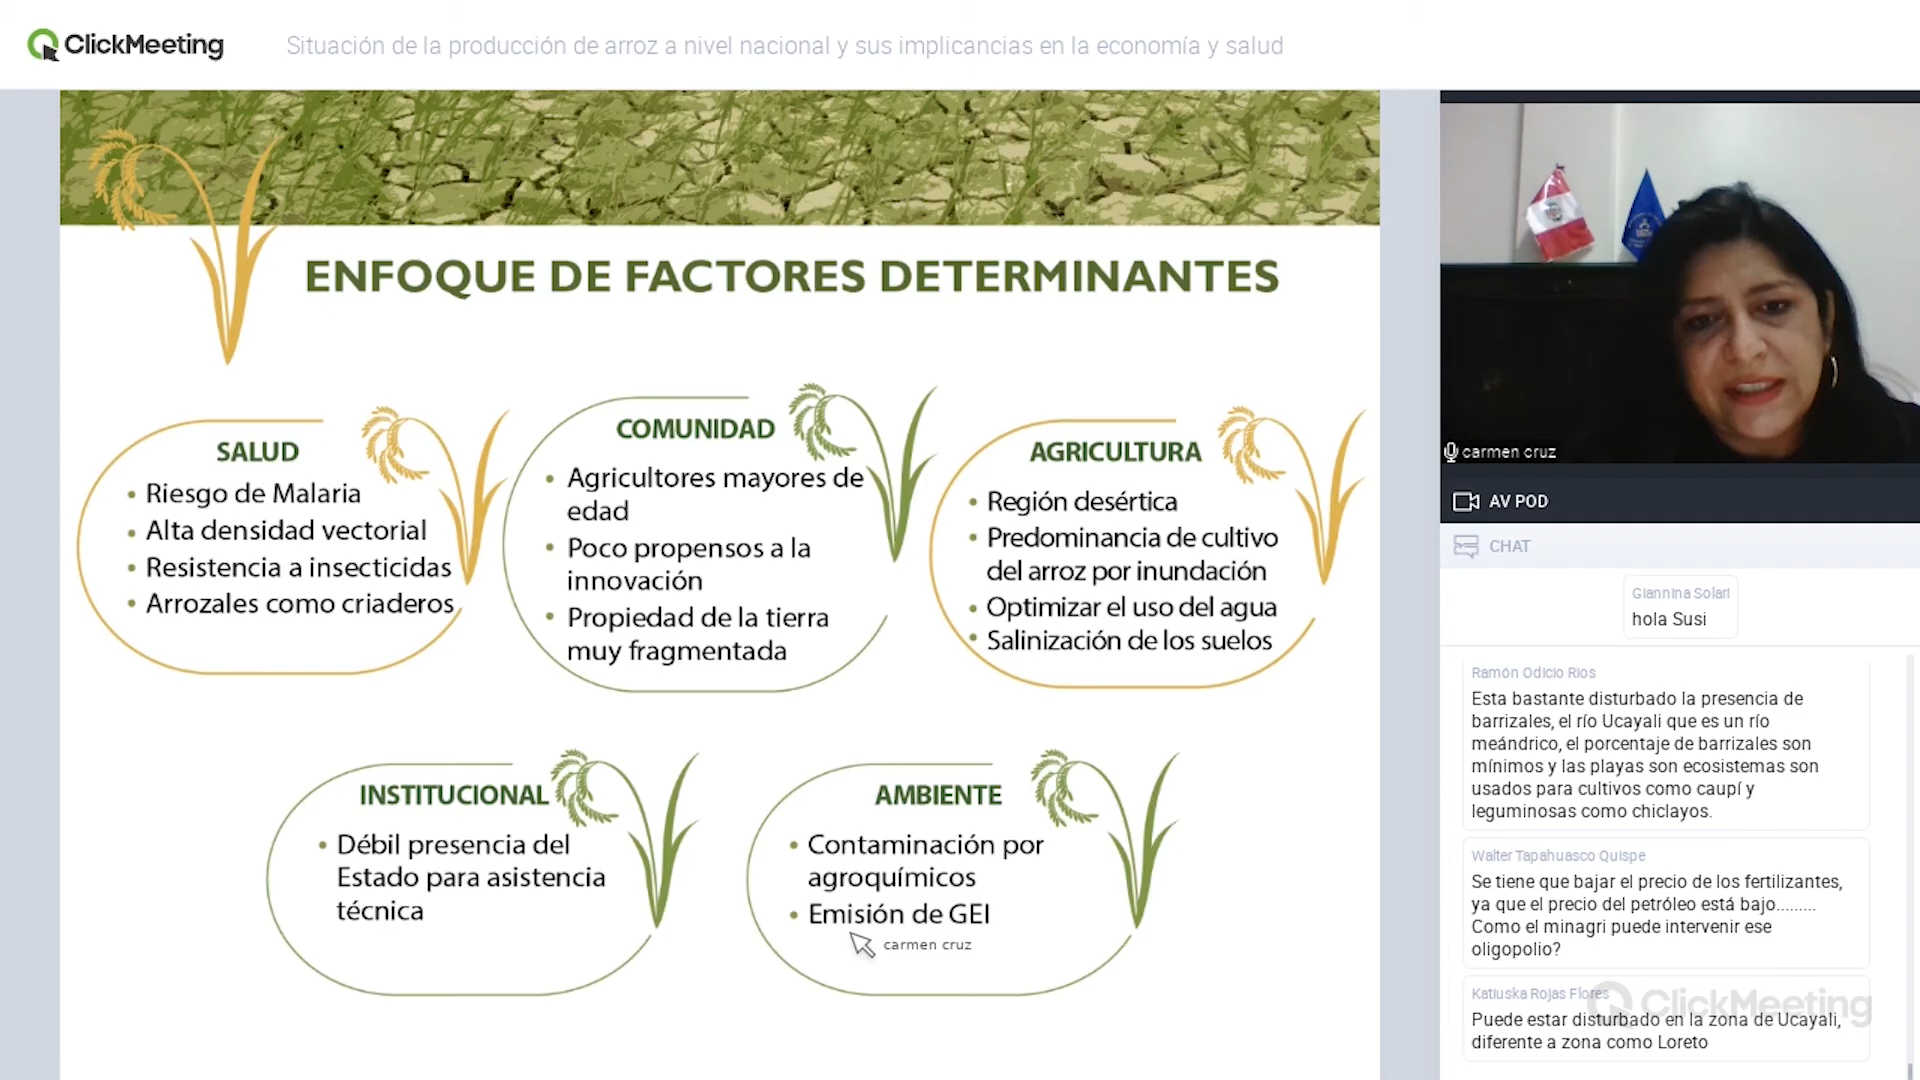 ClickMeeting
Situación de la producción de arroz a nivel nacional y sus implicancias en la economía y salud
ENFOQUE DE FACTORES DETERMINANTES
SALUD
• Riesgo de Malaria
• Alta densidad vectorial
• Resistencia a insecticidas
• Arrozales como criaderos
COMUNIDAD
• Agricultores mayores de
edad
• Poco propensos a la
innovación
• Propiedad de la tierra
muy fragmentada
AGRICULTURA
• Región desértica
• Predominancia de cultivo
del arroz por inundación
• Optimizar el uso del agua
• Salinización de los suelos
INSTITUCIONAL
• Débil presencia del
Estado para asistencia
técnica
AMBIENTE
• Contaminación por
agroquímicos
• Emisión de GEI
carmen cruz
carmen cruz
AV POD
CHAT
Giannina Solari
hola Susi
Ramón Odicio Rios
Esta bastante disturbado la presencia de
barrizales, el río Ucayali que es un río
meándrico, el porcentaje de barrizales son
mínimos y las playas son ecosistemas son
usados para cultivos como caupí y
leguminosas como chiclayos.
Walter Tapahuasco Quispe
Se tiene que bajar el precio de los fertilizantes,
ya que el precio del petróleo está bajo.........
Como el minagri puede intervenir ese
oligopolio?
Katiuska Rojas Flores
Puede estar disturbado en la zona de Ucayali,
diferente a zona como Loreto
ClickMeeting